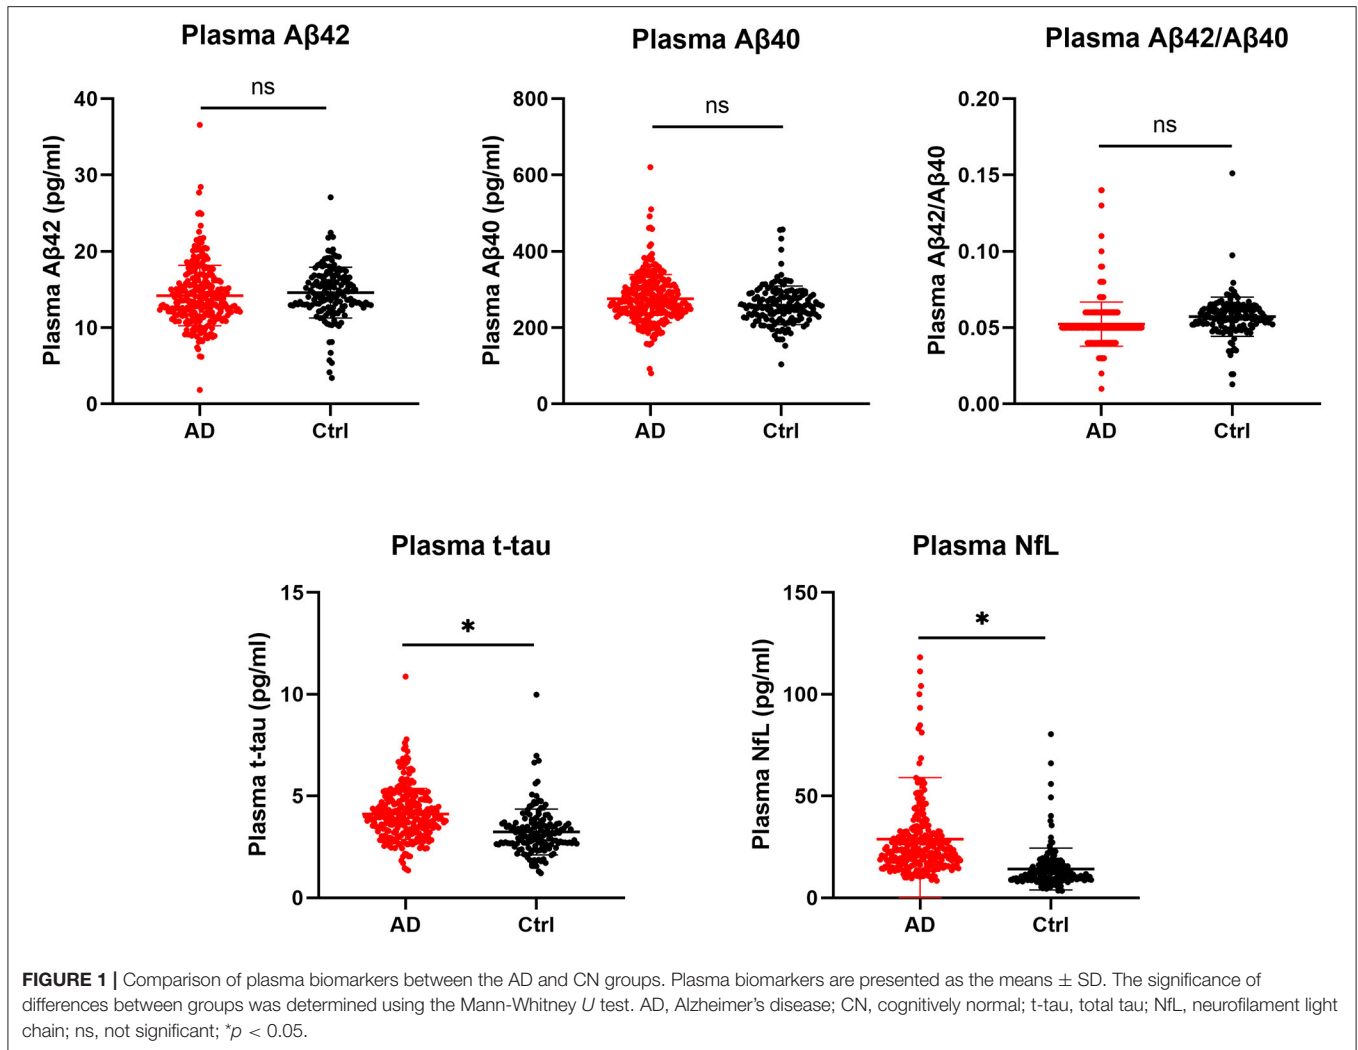 Plasma Aβ42
ns
Plasma Aβ42 (pg/ml)
40
30
20
10
0
AD
Ctrl
Plasma Aβ40
ns
Plasma Aβ40 (pg/ml)
800
600
400
200
0
AD
Ctrl
Plasma Aβ42/Aβ40
ns
Plasma Aβ42/Aβ40
0.20
0.15
0.10
0.05
0.00
AD
Ctrl
Plasma t-tau
*
Plasma t-tau (pg/ml)
15
10
5
0
AD
Ctrl
Plasma NfL
*
Plasma NfL (pg/ml)
150
100
50
0
AD
Ctrl
FIGURE 1 | Comparison of plasma biomarkers between the AD and CN groups. Plasma biomarkers are presented as the means ± SD. The significance of
differences between groups was determined using the Mann-Whitney U test. AD, Alzheimer's disease; CN, cognitively normal; t-tau, total tau; NfL, neurofilament light
chain; ns, not significant; *p < 0.05.